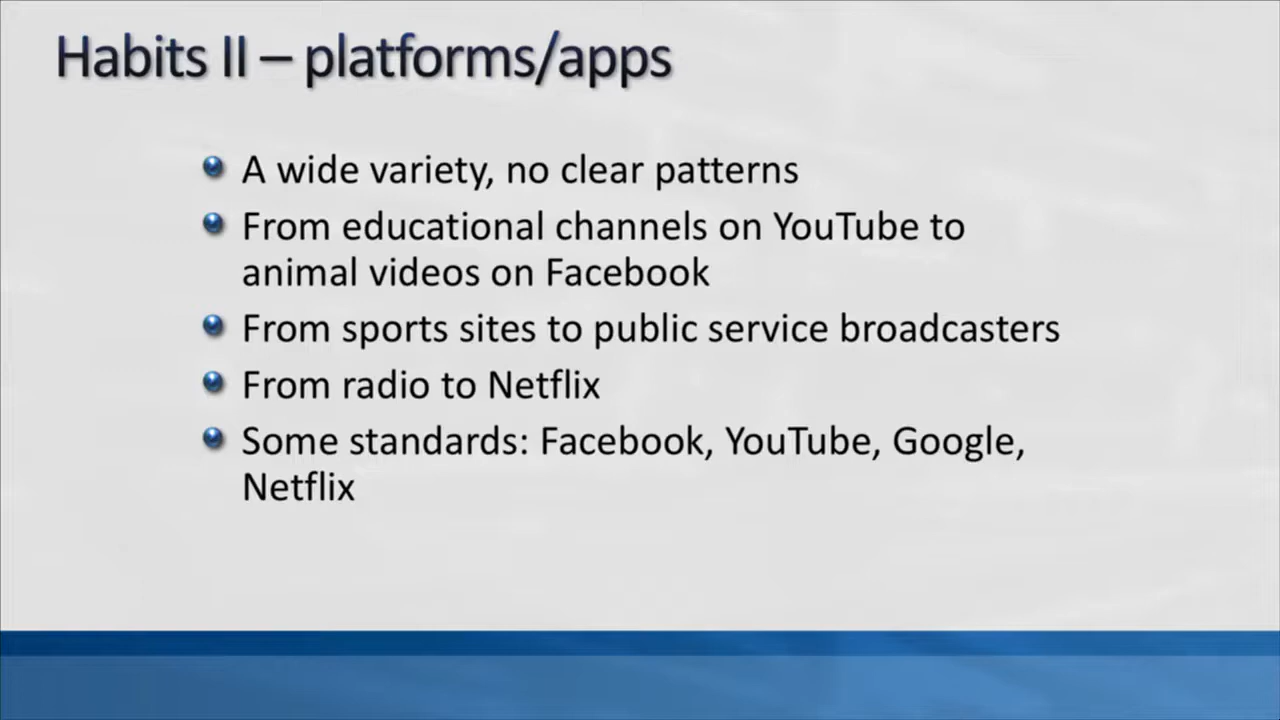 Habits II – platforms/apps
A wide variety, no clear patterns
From educational channels on YouTube to
animal videos on Facebook
From sports sites to public service broadcasters
From radio to Netflix
Some standards: Facebook, YouTube, Google,
Netflix